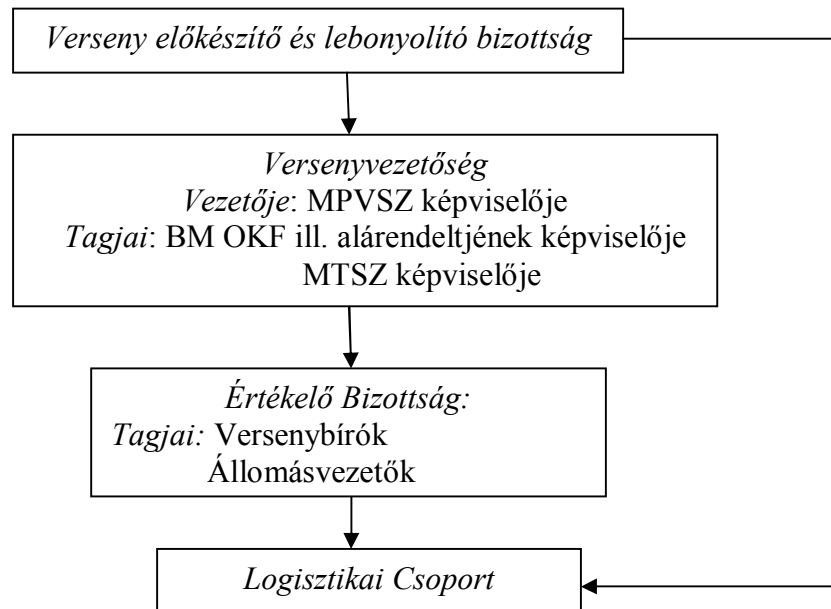 Verseny előkészítő és lebonyolító bizottság
Versenyvezetőség
Vezetője: MPVSZ képviselője
Tagjai: BM OKF ill. alárendeltjének képviselője
MTSZ képviselője
Értékelő Bizottság:
Tagjai: Versenybírók
Állomásvezetők
Logisztikai Csoport